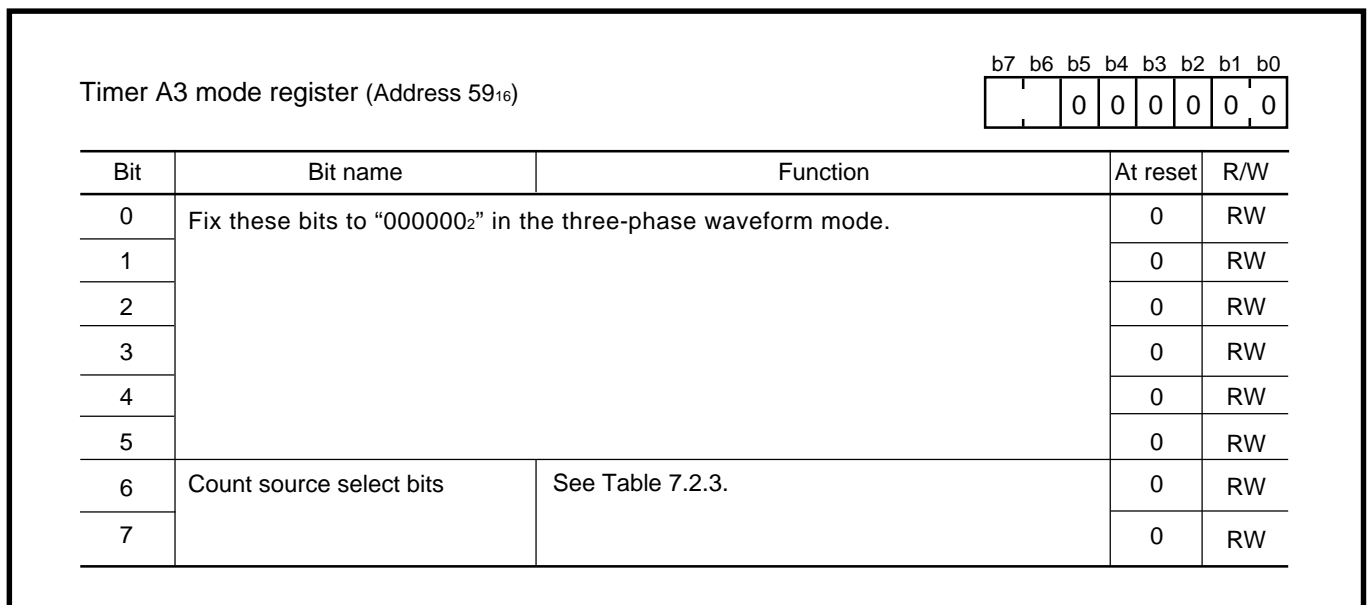 b7 b6 b5 b4 b3 b2 b1 b0
Timer A3 mode register (Address 59₁₆)
0 0 0 0 0 0
Bit Bit name Function At reset R/W
0 Fix these bits to “000000₂” in the three-phase waveform mode. 0 RW
1 0 RW
2 0 RW
3 0 RW
4 0 RW
5 0 RW
6 Count source select bits See Table 7.2.3. 0 RW
7 0 RW